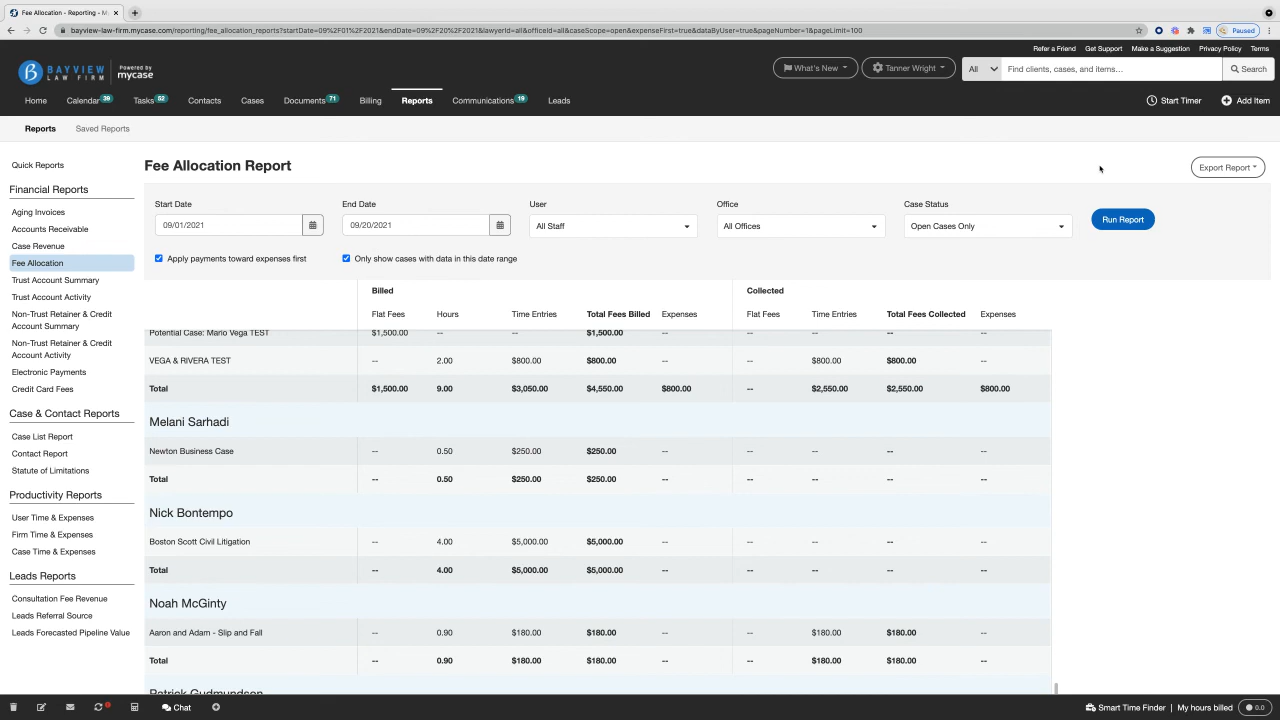 Fee Allocation - Reporting - M
bayview-law-firm.mycase.com/reporting/fee_allocation_reports?startDate=09%2F01%2F2021&endDate=09%2F20%2F2021&lawyerId=all&officeId=all&caseScope=open&expenseFirst=true&dataByUser=true&pageNumber=1&pageLimit=100
Paused
Refer a Friend Get Support Make a Suggestion Privacy Policy Terms
B BAYVIEW LAW FIRM Powered by mycase
What's New Tanner Wright All Find clients, cases, and items... Search
Home Calendar 39 Tasks 52 Contacts Cases Documents 71 Billing Reports Communications 19 Leads Start Timer Add Item
Reports Saved Reports
Quick Reports
Financial Reports
Aging Invoices
Accounts Receivable
Case Revenue
Fee Allocation
Trust Account Summary
Trust Account Activity
Non-Trust Retainer & Credit
Account Summary
Non-Trust Retainer & Credit
Account Activity
Electronic Payments
Credit Card Fees
Case & Contact Reports
Case List Report
Contact Report
Statute of Limitations
Productivity Reports
User Time & Expenses
Firm Time & Expenses
Case Time & Expenses
Leads Reports
Consultation Fee Revenue
Leads Referral Source
Leads Forecasted Pipeline Value
Fee Allocation Report Export Report
Start Date End Date User Office Case Status
09/01/2021 09/20/2021 All Staff All Offices Open Cases Only Run Report
Apply payments toward expenses first Only show cases with data in this date range
Billed Collected
Flat Fees Hours Time Entries Total Fees Billed Expenses Flat Fees Time Entries Total Fees Collected Expenses
Potential Case: Mario Vega TEST $1,500.00 -- -- $1,500.00 -- -- -- -- --
VEGA & RIVERA TEST -- 2.00 $800.00 $800.00 -- -- $800.00 $800.00 --
Total $1,500.00 9.00 $3,050.00 $4,550.00 $800.00 -- $2,550.00 $2,550.00 $800.00
Melani Sarhadi
Newton Business Case -- 0.50 $250.00 $250.00 -- -- -- -- --
Total -- 0.50 $250.00 $250.00 -- -- -- -- --
Nick Bontempo
Boston Scott Civil Litigation -- 4.00 $5,000.00 $5,000.00 -- -- -- -- --
Total -- 4.00 $5,000.00 $5,000.00 -- -- -- -- --
Noah McGinty
Aaron and Adam - Slip and Fall -- 0.90 $180.00 $180.00 -- -- $180.00 $180.00 --
Total -- 0.90 $180.00 $180.00 -- -- $180.00 $180.00 --
Patrick Gudmundson
Chat Smart Time Finder | My hours billed 0.0